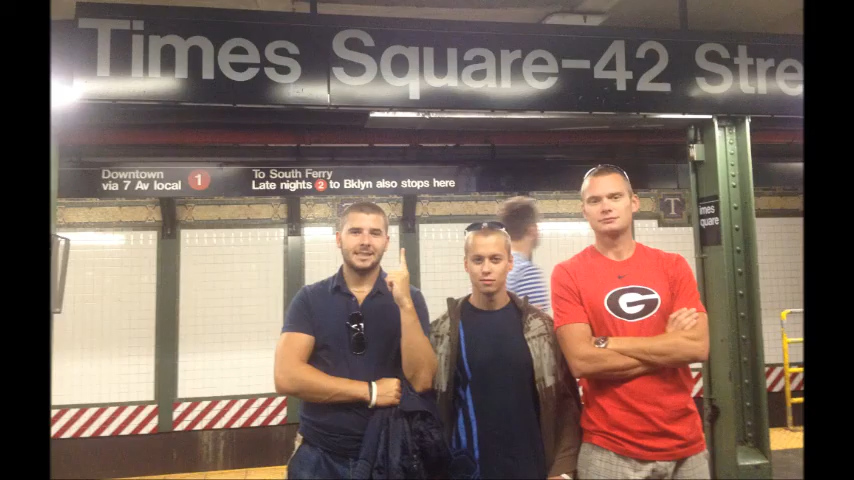 Times Square-42 Stre
Downtown
via 7 Av local 1
To South Ferry
Late nights 2 to Bklyn also stops here
T
imes
quare
G